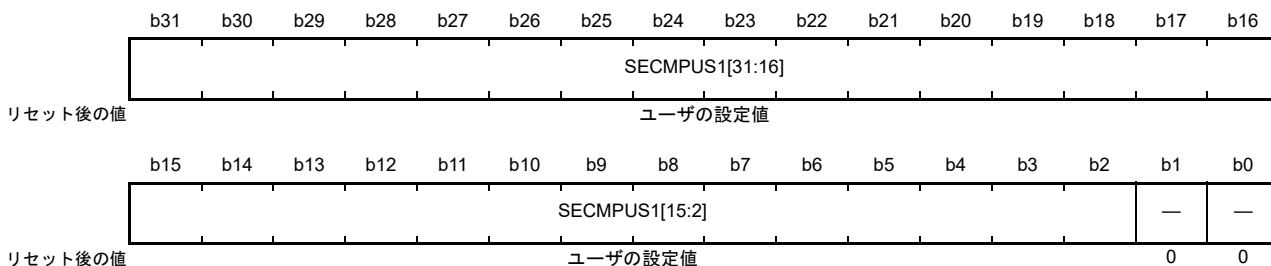 b31 b30 b29 b28 b27 b26 b25 b24 b23 b22 b21 b20 b19 b18 b17 b16
SECMPUS1[31:16]
リセット後の値 ユーザの設定値
b15 b14 b13 b12 b11 b10 b9 b8 b7 b6 b5 b4 b3 b2 b1 b0
SECMPUS1[15:2] — —
リセット後の値 ユーザの設定値 0 0